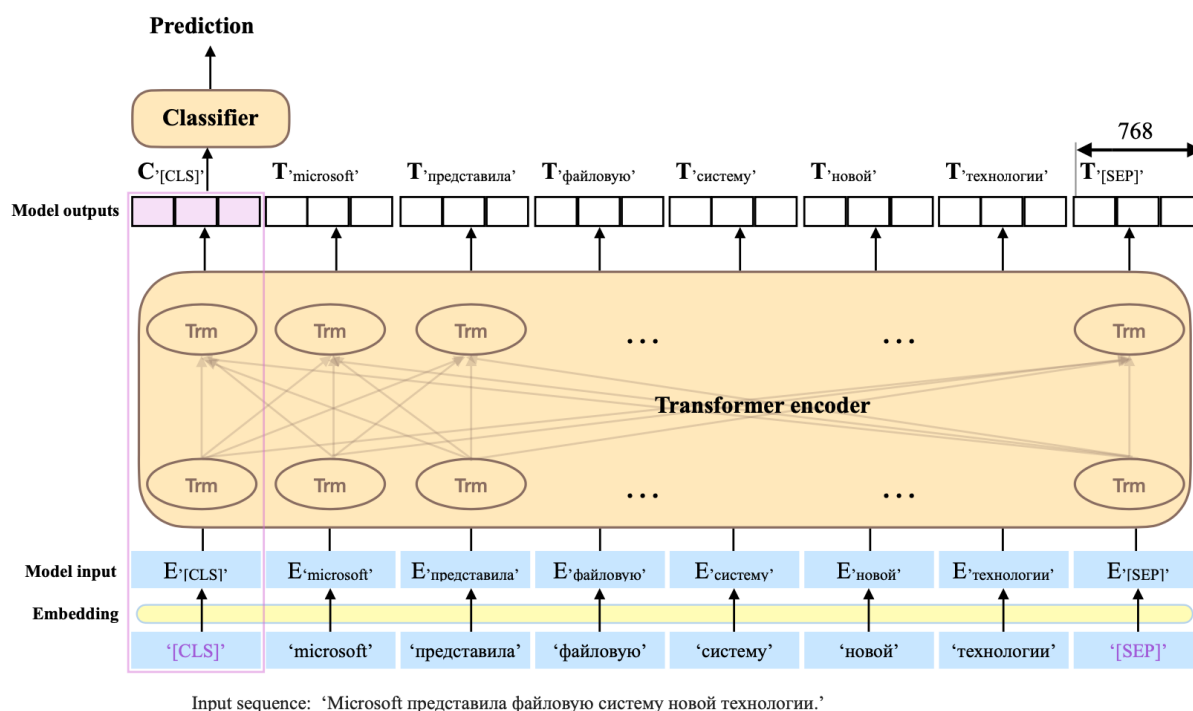 Prediction
Classifier
768
C'[CLS]' T'microsoft' T'представила' T'файловую' T'систему' T'новой' T'технологии' T'[SEP]'
Model outputs
Trm Trm Trm ... ... Trm
Transformer encoder
Trm Trm Trm ... ... Trm
Model input E'[CLS]' E'microsoft' E'представила' E'файловую' E'систему' E'новой' E'технологии' E'[SEP]'
Embedding
‘[CLS]’ ‘microsoft’ ‘представила’ ‘файловую’ ‘систему’ ‘новой’ ‘технологии’ ‘[SEP]’
Input sequence: ‘Microsoft представила файловую систему новой технологии.’